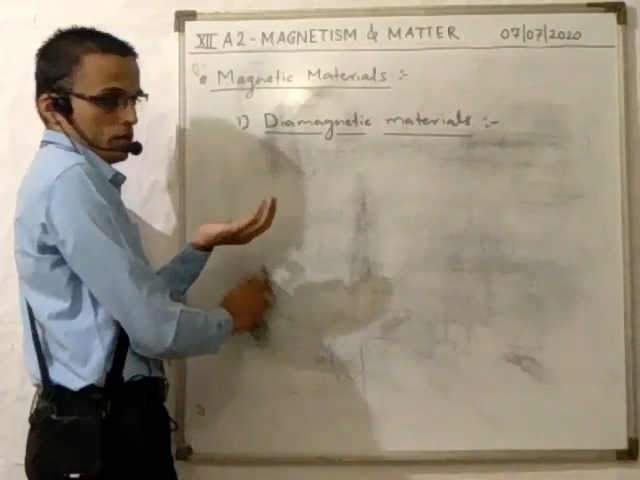 XII A2 - MAGNETISM & MATTER 07/07/2020
# Magnetic Materials :-
1) Diamagnetic materials :-